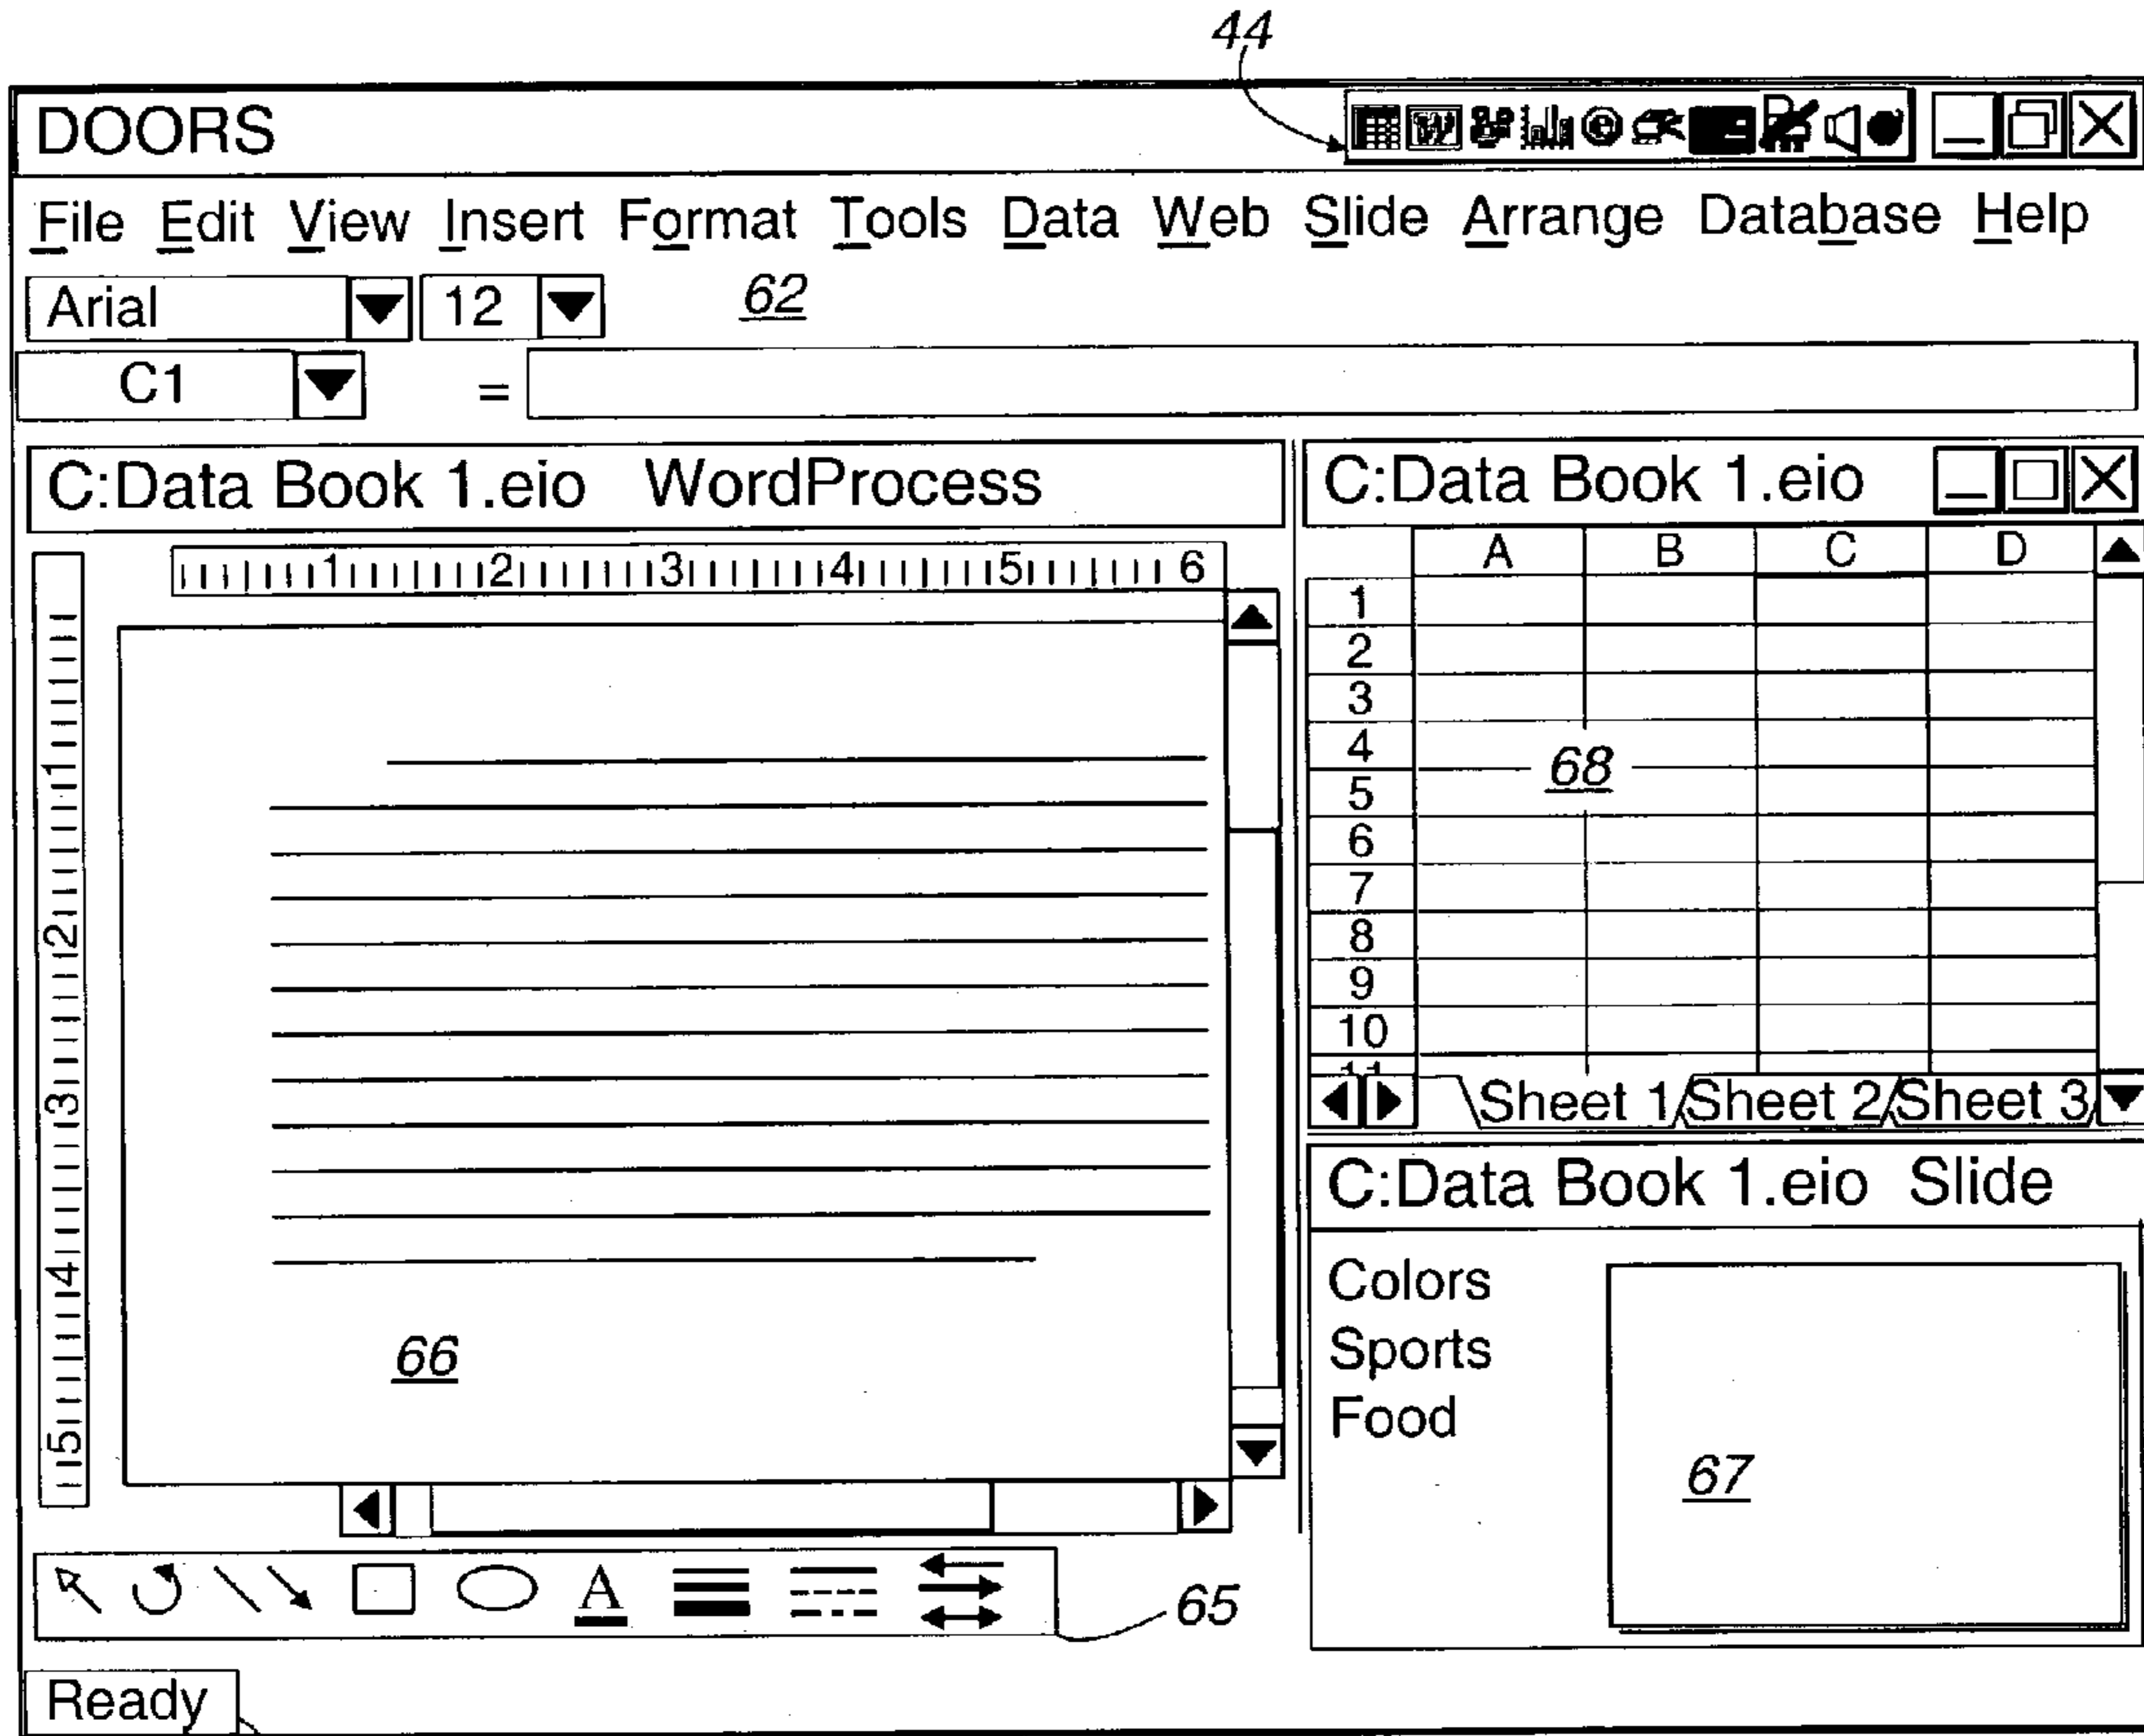 44
DOORS
File Edit View Insert Format Tools Data Web Slide Arrange Database Help
Arial 12 62
C1 =
C:Data Book 1.eio WordProcess
1 2 3 4 5 6
1
2
3
4
5
66
C:Data Book 1.eio
A B C D
1
2
3
4
68
5
6
7
8
9
10
11
Sheet 1 Sheet 2 Sheet 3
C:Data Book 1.eio Slide
Colors
Sports
Food
67
A
65
Ready